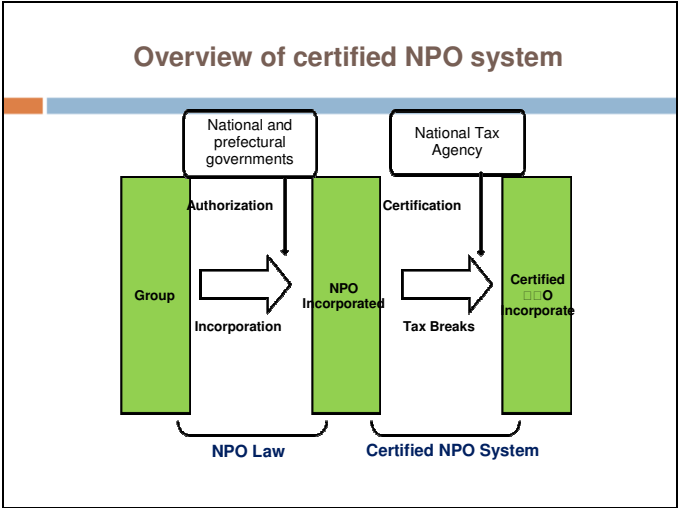 Overview of certified NPO system
National and
prefectural
governments
National Tax
Agency
Authorization
Certification
Group
NPO
Incorporated
Certified
□□O
Incorporate
Incorporation
Tax Breaks
NPO Law
Certified NPO System